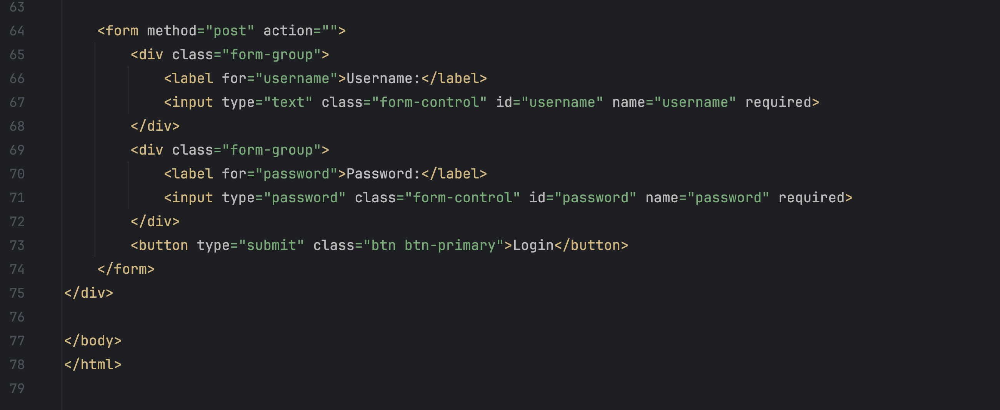 63
64 <form method="post" action="">
65 <div class="form-group">
66 <label for="username">Username:</label>
67 <input type="text" class="form-control" id="username" name="username" required>
68 </div>
69 <div class="form-group">
70 <label for="password">Password:</label>
71 <input type="password" class="form-control" id="password" name="password" required>
72 </div>
73 <button type="submit" class="btn btn-primary">Login</button>
74 </form>
75 </div>
76
77 </body>
78 </html>
79